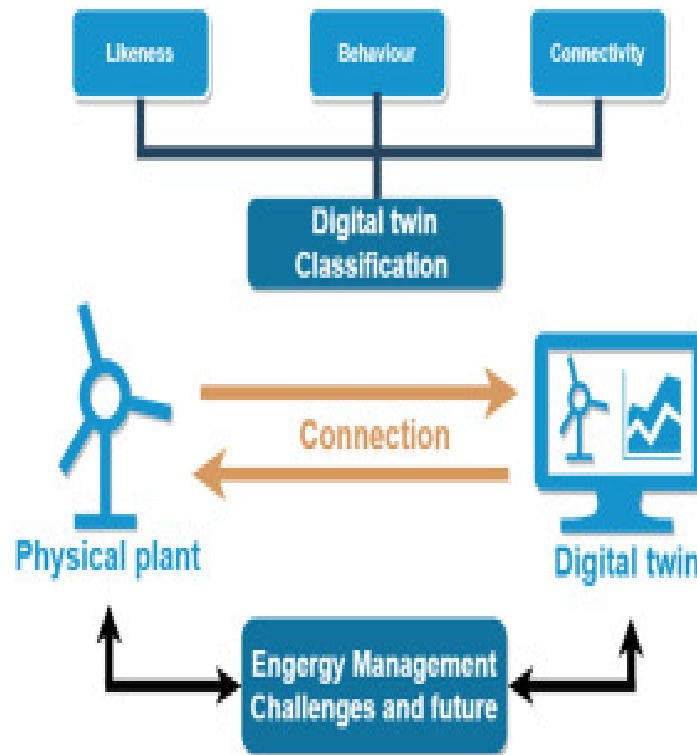 Likeness
Behaviour
Connectivity
Digital twin
Classification
Connection
Physical plant
Digital twin
Engergy Management
Challenges and future